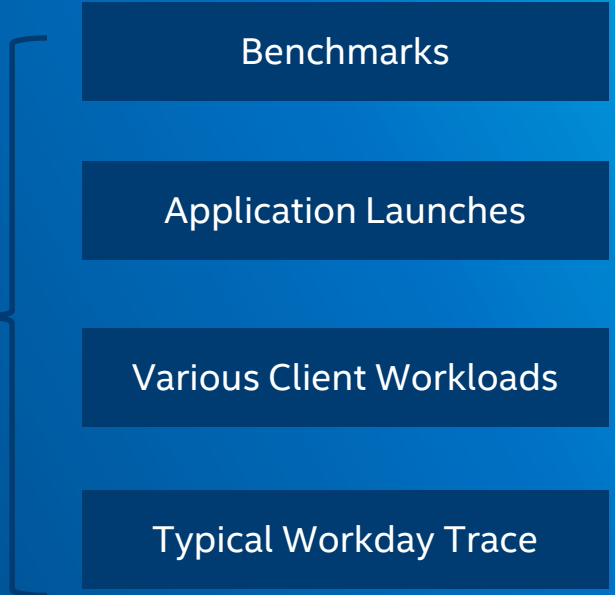 Benchmarks
Application Launches
Various Client Workloads
Typical Workday Trace